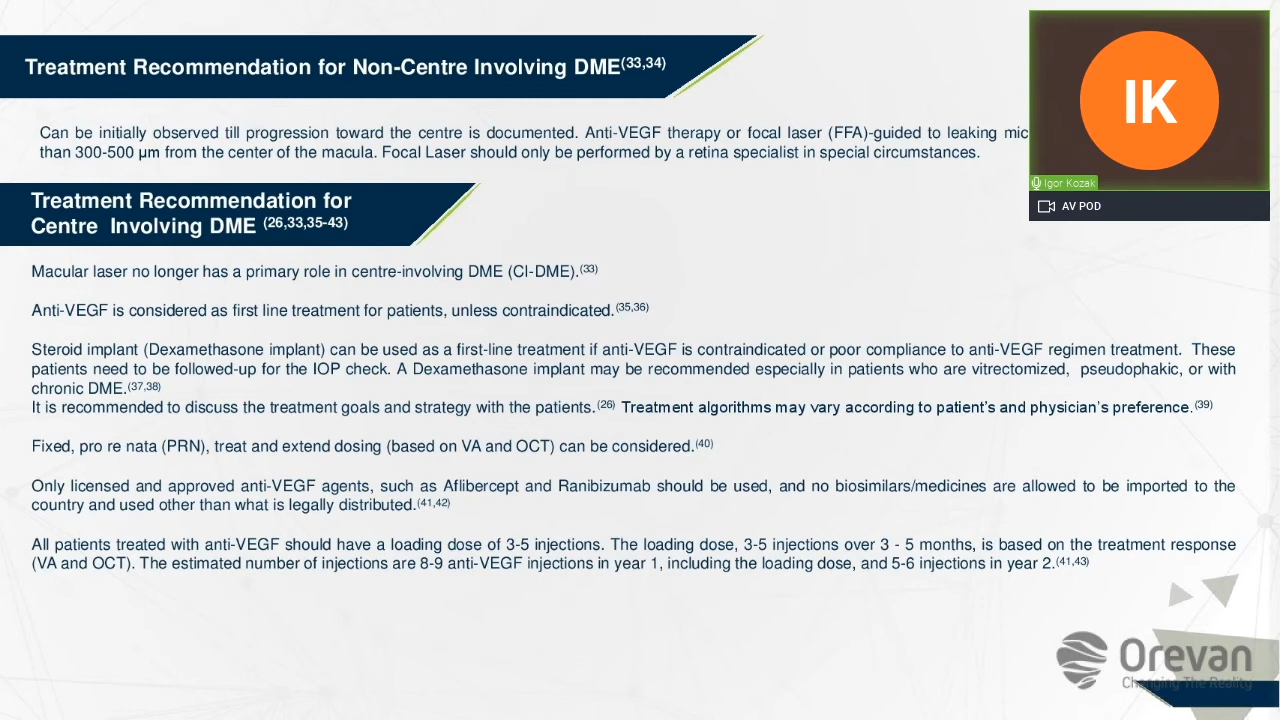 Treatment Recommendation for Non-Centre Involving DME(33,34)
Can be initially observed till progression toward the centre is documented. Anti-VEGF therapy or focal laser (FFA)-guided to leaking
than 300-500 µm from the center of the macula. Focal Laser should only be performed by a retina specialist in special circumstances.
IK
Igor Kozak
AV POD
Treatment Recommendation for
Centre Involving DME (26,33,35-43)
Macular laser no longer has a primary role in centre-involving DME (CI-DME).(33)
Anti-VEGF is considered as first line treatment for patients, unless contraindicated.(35,36)
Steroid implant (Dexamethasone implant) can be used as a first-line treatment if anti-VEGF is contraindicated or poor compliance to anti-VEGF regimen treatment. These
patients need to be followed-up for the IOP check. A Dexamethasone implant may be recommended especially in patients who are vitrectomized, pseudophakic, or with
chronic DME.(37,38)
It is recommended to discuss the treatment goals and strategy with the patients.(26) Treatment algorithms may vary according to patient's and physician's preference.(39)
Fixed, pro re nata (PRN), treat and extend dosing (based on VA and OCT) can be considered.(40)
Only licensed and approved anti-VEGF agents, such as Aflibercept and Ranibizumab should be used, and no biosimilars/medicines are allowed to be imported to the
country and used other than what is legally distributed.(41,42)
All patients treated with anti-VEGF should have a loading dose of 3-5 injections. The loading dose, 3-5 injections over 3 - 5 months, is based on the treatment response
(VA and OCT). The estimated number of injections are 8-9 anti-VEGF injections in year 1, including the loading dose, and 5-6 injections in year 2.(41,43)
Orevan
Changing The Reality